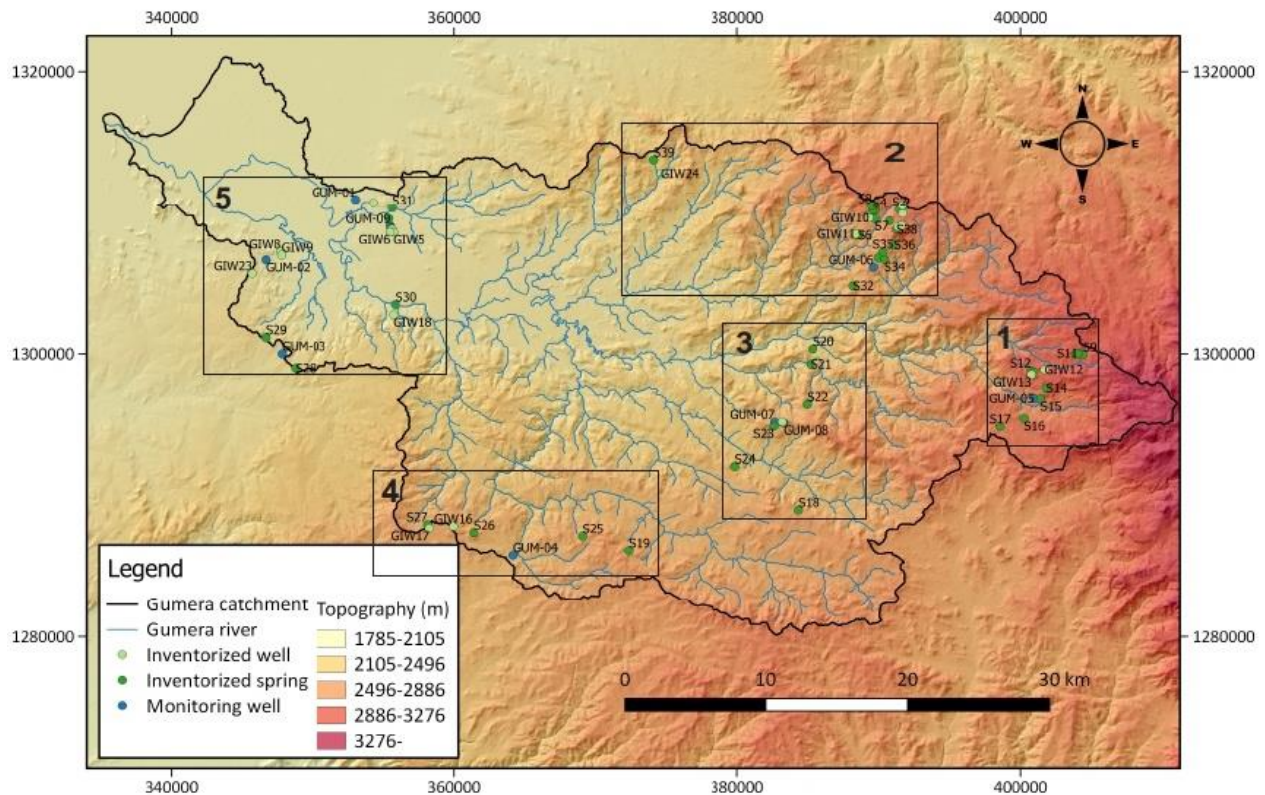 340000 360000 380000 400000
1320000 1320000
N
W E
S
2
S39
GIW24
5
GUM-01
S31
GUM-09
GIW6 GIW5
GIW8 GIW9
GUM-02
GIW23
S30
GIW18
S29
GUM-03
S28
GIW10
S7
S38
GIW11 S6
S35 S36
GUM-06
S34
S32
1300000 1300000
3
S20
S21
S22
GUM-07
S23 GUM-08
S24
S18
1
S11 S9
S12
GIW12
GIW13
S14
GUM-05
S15
S17
S16
4
S27 GIW16
S26
GIW17
GUM-04
S25
S19
1280000 1280000
Legend
Gumera catchment
Gumera river
Inventorized well
Inventorized spring
Monitoring well
Topography (m)
1785-2105
2105-2496
2496-2886
2886-3276
3276-
0 10 20 30 km
340000 360000 380000 400000